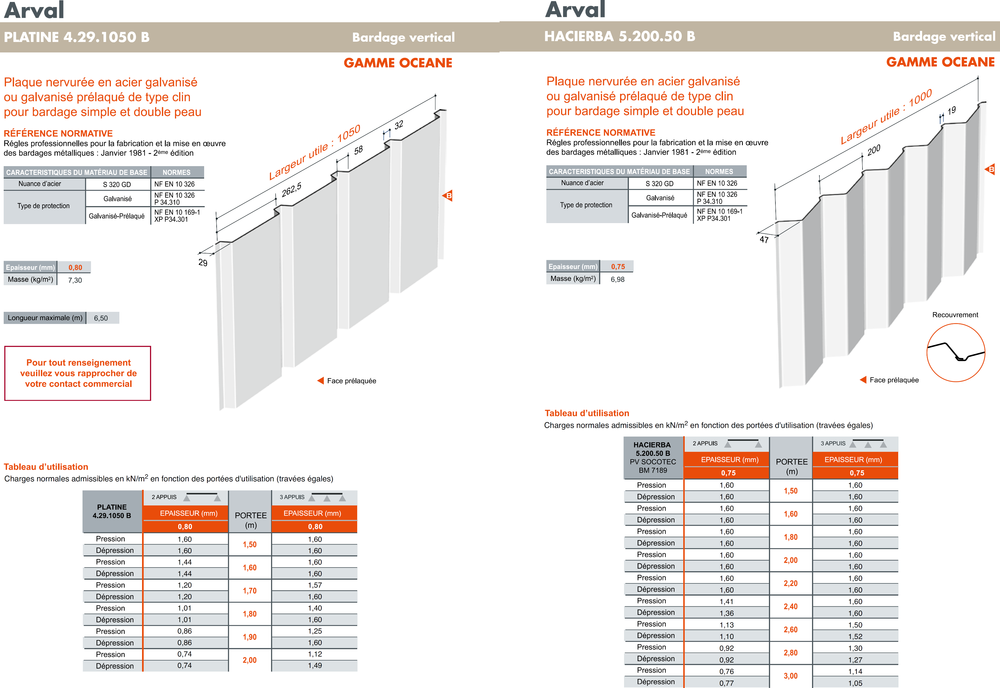 Arval
PLATINE 4.29.1050 B
Bardage vertical
GAMME OCEANE
Plaque nervurée en acier galvanisé
ou galvanisé prélaqué de type clin
pour bardage simple et double peau
RÉFÉRENCE NORMATIVE
Régles professionnelles pour la fabrication et la mise en œuvre
des bardages métalliques : Janvier 1981 - 2éme édition
CARACTERISTIQUES DU MATÉRIAU DE BASE NORMES
Nuance d'acier S 320 GD NF EN 10 326
Type de protection
Galvanisé NF EN 10 326
P 34.310
Galvanisé-Prélaqué NF EN 10 169-1
XP P34.301
Epaisseur (mm) 0,80
Masse (kg/m²) 7,30
Longueur maximale (m) 6,50
Pour tout renseignement
veuillez vous rapprocher de
votre contact commercial
Largeur utile : 1050
32
58
262,5
29
B
Face prélaquée
Tableau d'utilisation
Charges normales admissibles en kN/m2 en fonction des portées d'utilisation (travées égales)
PLATINE
4.29.1050 B
2 APPUIS
EPAISSEUR (mm)
0,80
PORTEE
(m)
3 APPUIS
EPAISSEUR (mm)
0,80
Pression 1,60 1,50 1,60
Dépression 1,60 1,60
Pression 1,44 1,60 1,60
Dépression 1,44 1,60
Pression 1,20 1,70 1,57
Dépression 1,20 1,60
Pression 1,01 1,80 1,40
Dépression 1,01 1,60
Pression 0,86 1,90 1,25
Dépression 0,86 1,60
Pression 0,74 2,00 1,12
Dépression 0,74 1,49
Arval
HACIERBA 5.200.50 B
Bardage vertical
GAMME OCEANE
Plaque nervurée en acier galvanisé
ou galvanisé prélaqué de type clin
pour bardage simple et double peau
RÉFÉRENCE NORMATIVE
Régles professionnelles pour la fabrication et la mise en œuvre
des bardages métalliques : Janvier 1981 - 2éme édition
CARACTERISTIQUES DU MATÉRIAU DE BASE NORMES
Nuance d'acier S 320 GD NF EN 10 326
Type de protection
Galvanisé NF EN 10 326
P 34.310
Galvanisé-Prélaqué NF EN 10 169-1
XP P34.301
Epaisseur (mm) 0,75
Masse (kg/m²) 6,98
Largeur utile : 1000
19
200
47
B
Recouvrement
Face prélaquée
Tableau d'utilisation
Charges normales admissibles en kN/m2 en fonction des portées d'utilisation (travées égales)
HACIERBA
5.200.50 B
PV SOCOTEC
BM 7189
2 APPUIS
EPAISSEUR (mm)
0,75
PORTEE
(m)
3 APPUIS
EPAISSEUR (mm)
0,75
Pression 1,60 1,50 1,60
Dépression 1,60 1,60
Pression 1,60 1,60 1,60
Dépression 1,60 1,60
Pression 1,60 1,80 1,60
Dépression 1,60 1,60
Pression 1,60 2,00 1,60
Dépression 1,60 1,60
Pression 1,60 2,20 1,60
Dépression 1,60 1,60
Pression 1,41 2,40 1,60
Dépression 1,36 1,60
Pression 1,13 2,60 1,50
Dépression 1,10 1,52
Pression 0,92 2,80 1,30
Dépression 0,92 1,27
Pression 0,76 3,00 1,14
Dépression 0,77 1,05